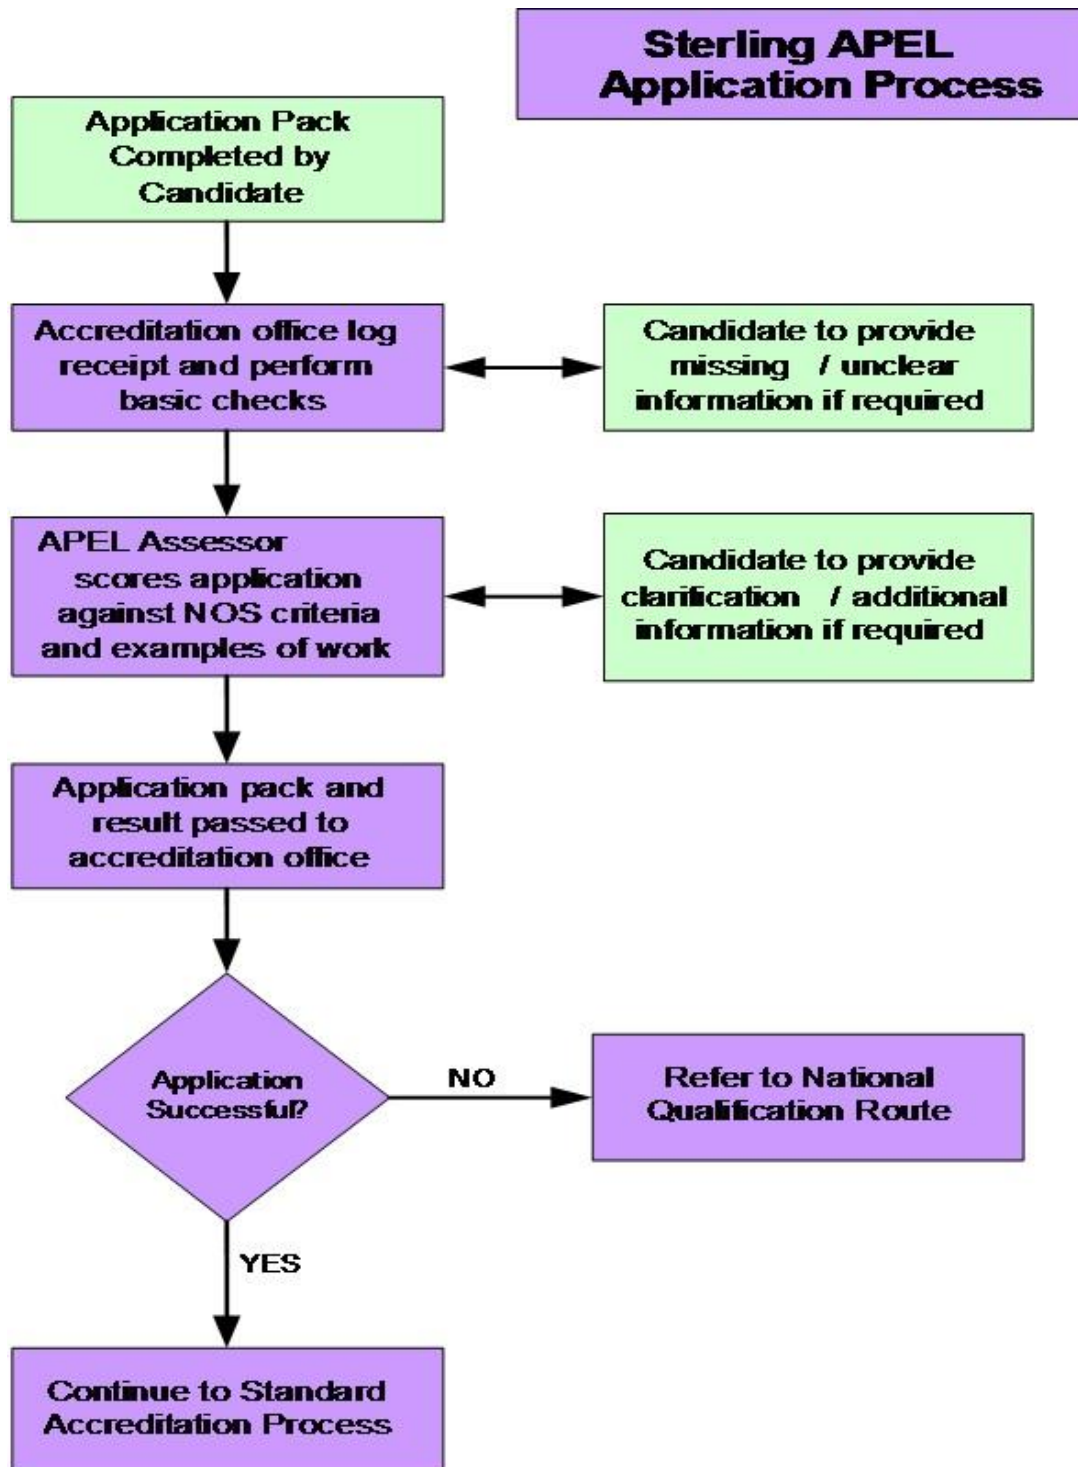 Sterling APEL
Application Process
Application Pack
Completed by
Candidate
Accreditation office log
receipt and perform
basic checks
Candidate to provide
missing / unclear
information if required
APEL Assessor
scores application
against NOS criteria
and examples of work
Candidate to provide
clarification / additional
information if required
Application pack and
result passed to
accreditation office
Application
Successful?
NO
Refer to National
Qualification Route
YES
Continue to Standard
Accreditation Process